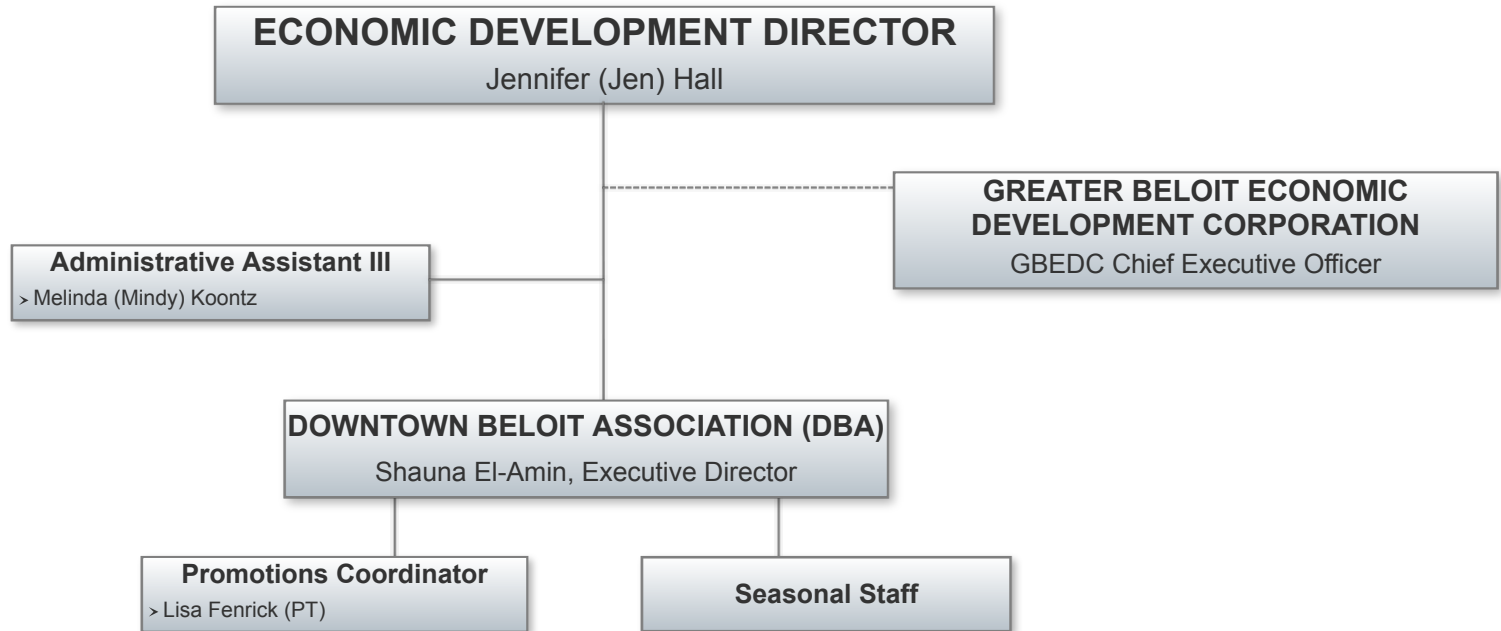 ECONOMIC DEVELOPMENT DIRECTOR
Jennifer (Jen) Hall
GREATER BELOIT ECONOMIC
DEVELOPMENT CORPORATION
GBEDC Chief Executive Officer
Administrative Assistant III
> Melinda (Mindy) Koontz
DOWNTOWN BELOIT ASSOCIATION (DBA)
Shauna El-Amin, Executive Director
Promotions Coordinator
> Lisa Fenrick (PT)
Seasonal Staff